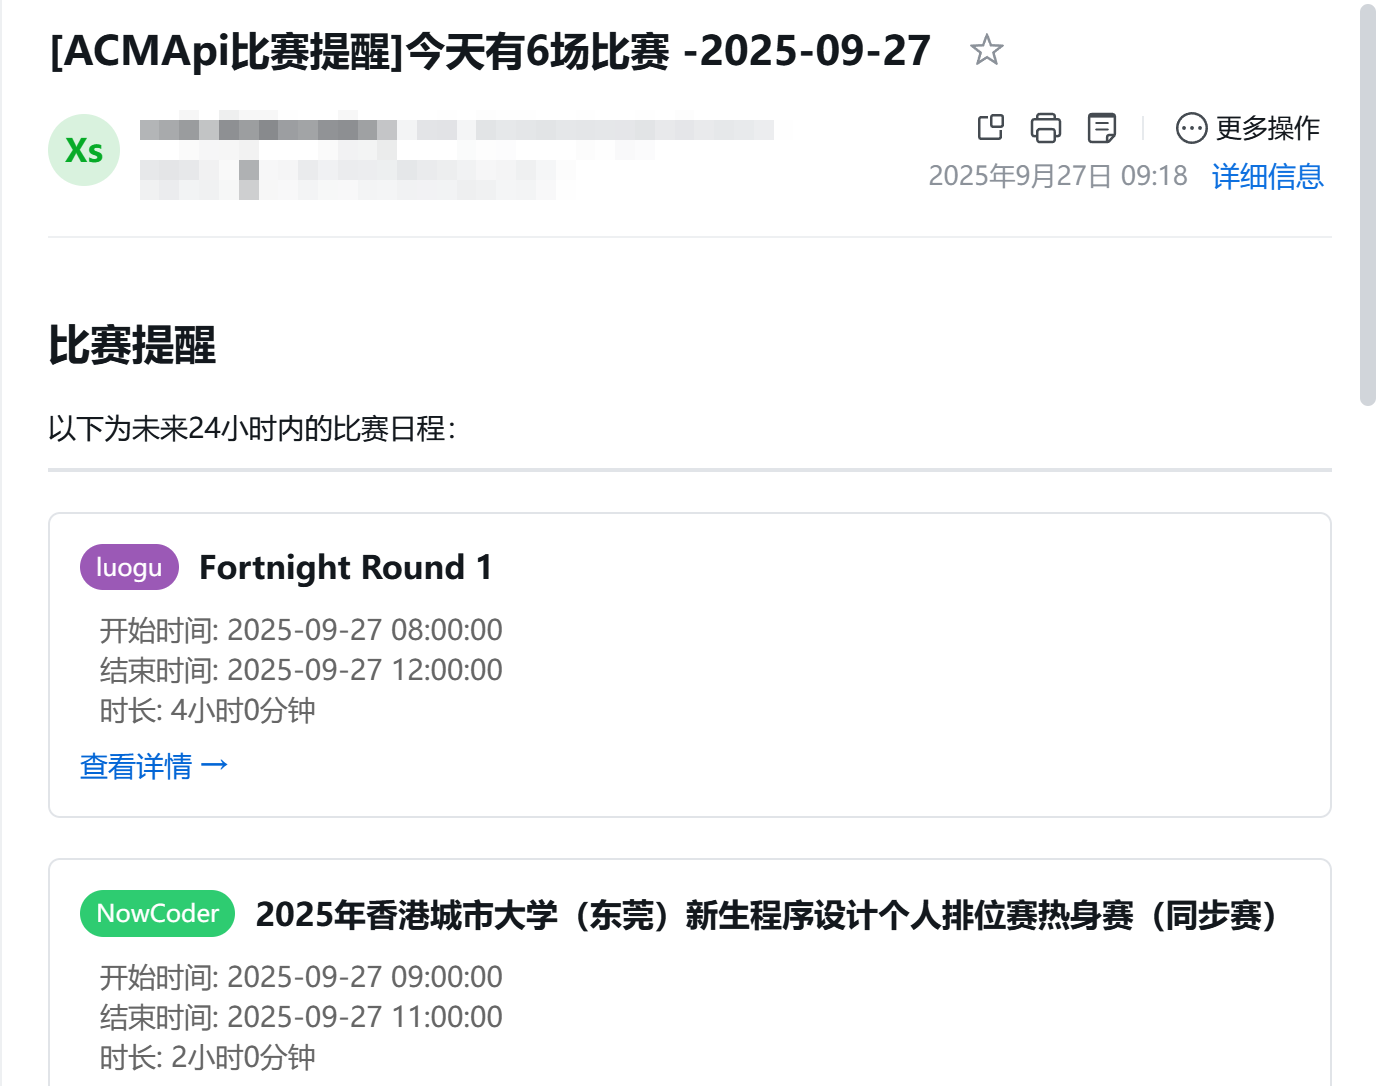 [ACMApi比赛提醒]今天有6场比赛 -2025-09-27
Xs
更多操作
2025年9月27日 09:18 详细信息
比赛提醒
以下为未来24小时内的比赛日程：
luogu Fortnight Round 1
开始时间: 2025-09-27 08:00:00
结束时间: 2025-09-27 12:00:00
时长: 4小时0分钟
查看详情 →
NowCoder 2025年香港城市大学（东莞）新生程序设计个人排位赛热身赛（同步赛）
开始时间: 2025-09-27 09:00:00
结束时间: 2025-09-27 11:00:00
时长: 2小时0分钟